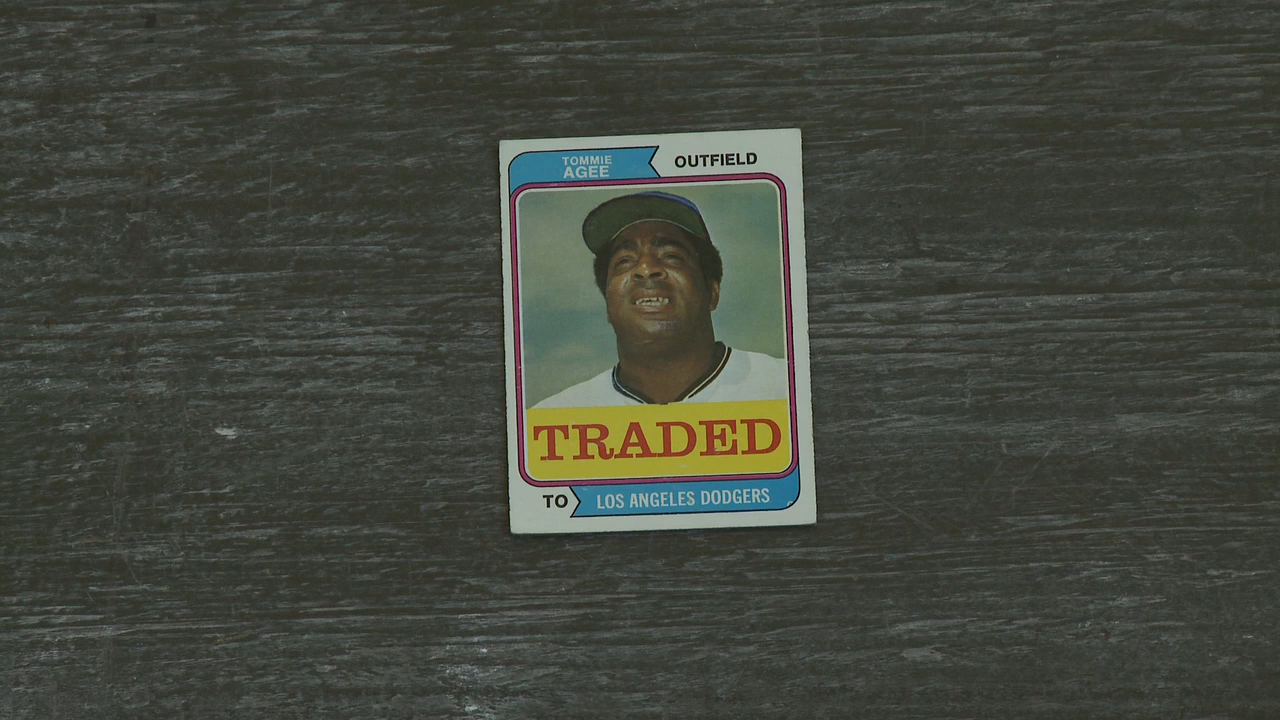 TOMMIE
AGEE
OUTFIELD
TRADED
TO
LOS ANGELES DODGERS